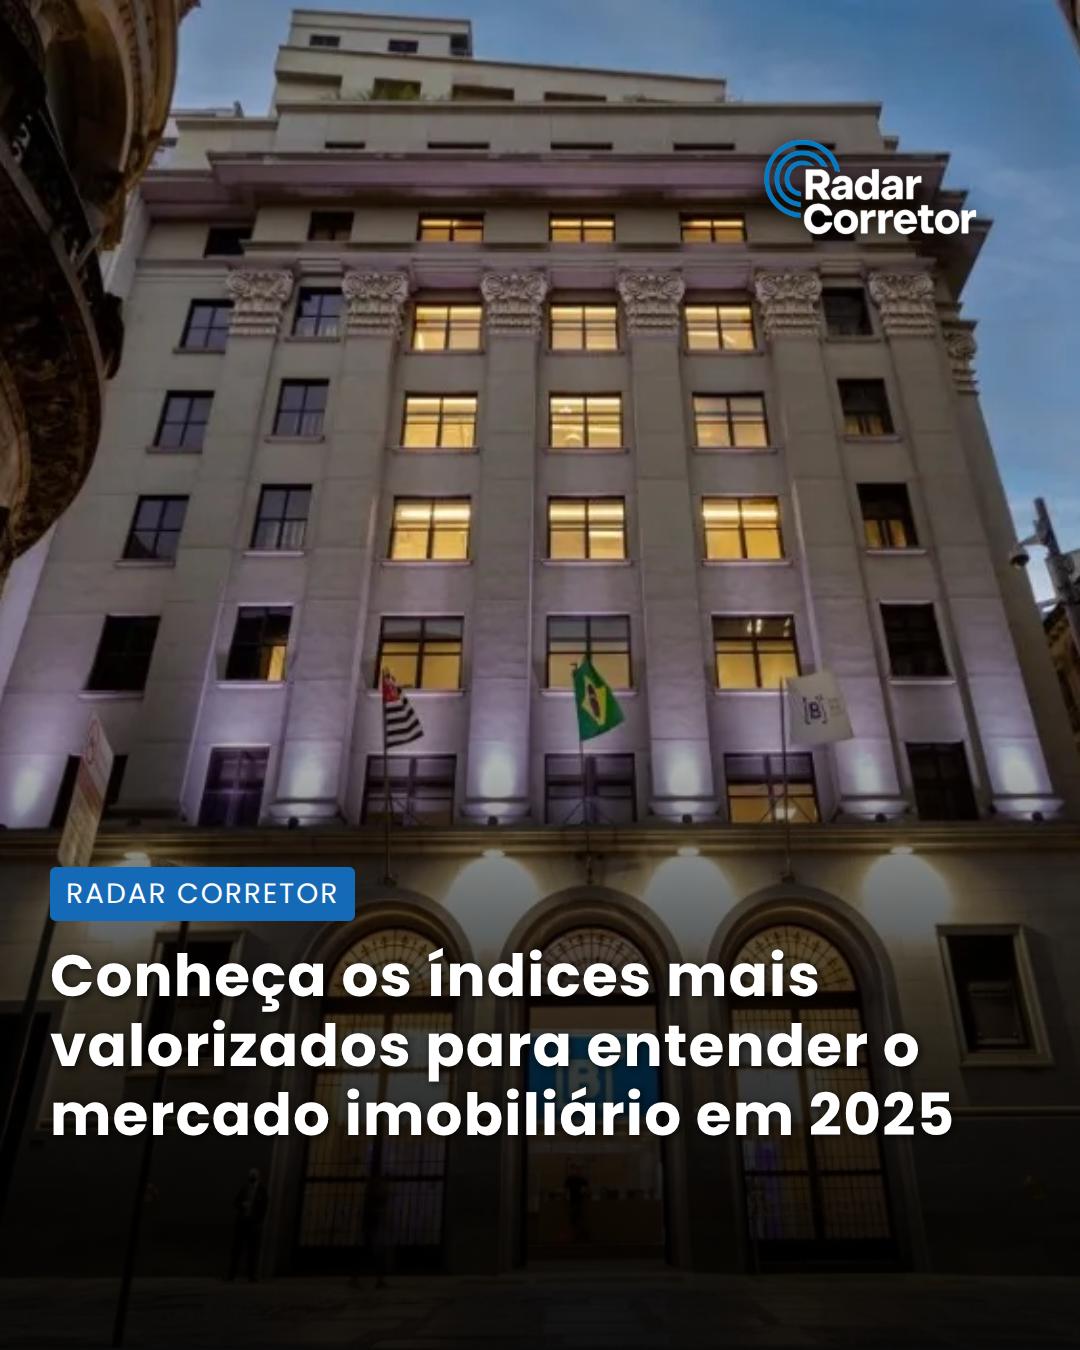 Radar
Corretor
[B]
RADAR CORRETOR
Conheça os índices mais
valorizados para entender o
mercado imobiliário em 2025